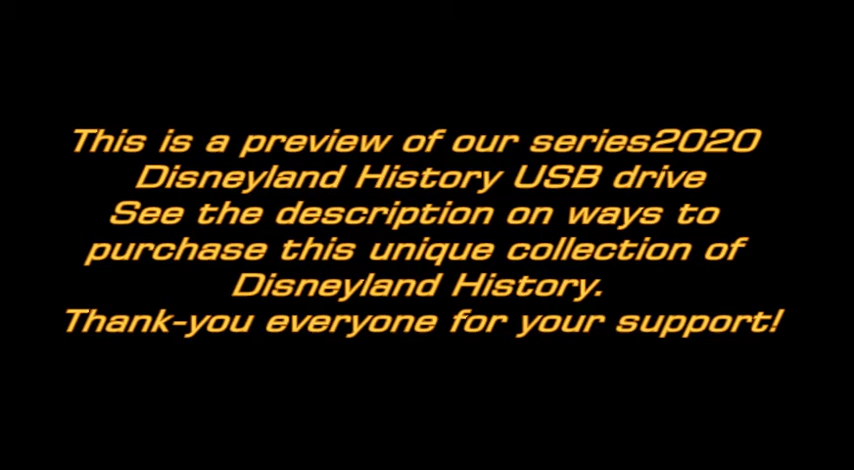 This is a preview of our series2020
Disneyland History USB drive
See the description on ways to
purchase this unique collection of
Disneyland History.
Thank-you everyone for your support!